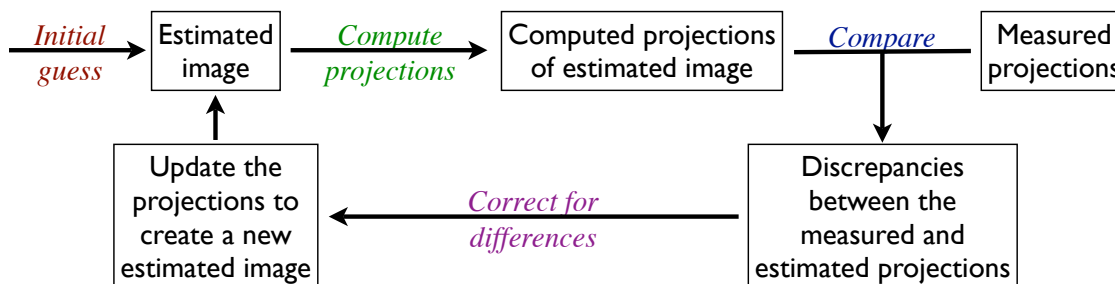 Initial
guess
Estimated
image
Compute
projections
Computed projections
of estimated image
Compare
Measured
projections
Update the
projections to
create a new
estimated image
Correct for
differences
Discrepancies
between the
measured and
estimated projections